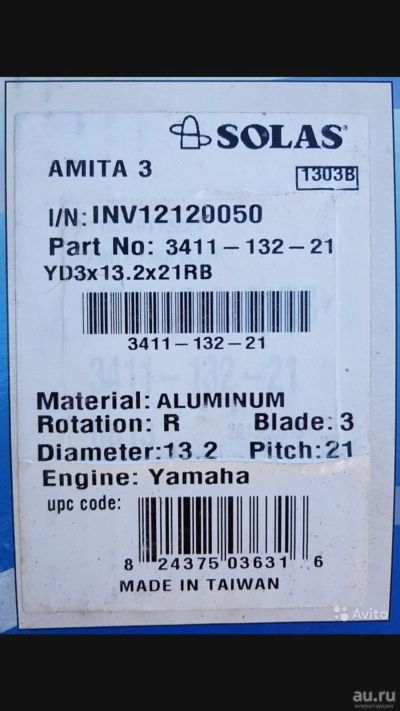 SOLAS
AMITA 3
1303B
I/N: INV12120050
Part No: 3411-132-21
YD3x13.2x21RB
3411-132-21
Material: ALUMINUM
Rotation: R Blade: 3
Diameter: 13.2 Pitch: 21
Engine: Yamaha
upc code:
8 24375 03631 6
MADE IN TAIWAN
Avito
au.ru
интернет-аукцион